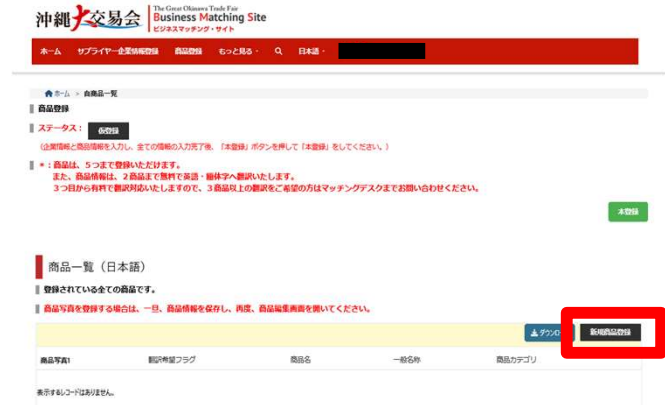 沖縄大交易会
The Great Okinawa Trade Fair
Business Matching Site
ビジネスマッチング・サイト
ホーム サプライヤー企業情報登録 商品登録 もっと見る 日本語
ホーム > 自商品一覧
商品登録
ステータス： 仮登録
(企業情報と商品情報を入力し、全ての情報の入力完了後、「本登録」ボタンを押して「本登録」をしてください。)
*：商品は、5つまで登録いただけます。
また、商品情報は、2商品まで無料で英語・繁体字へ翻訳いたします。
3つ目から有料で翻訳対応いたしますので、3商品以上の翻訳をご希望の方はマッチングデスクまでお問い合わせください。
本登録
商品一覧（日本語）
登録されている全ての商品です。
商品写真を登録する場合は、一旦、商品情報を保存し、再度、商品編集画面を開いてください。
ダウンロー 新規商品登録
商品写真1 翻訳希望フラグ 商品名 一般名称 商品カテゴリ
表示するレコードはありません。